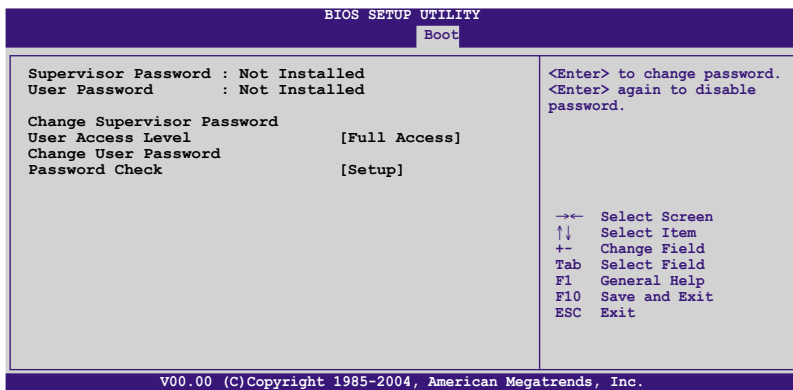 BIOS SETUP UTILITY
Boot
Supervisor Password : Not Installed
User Password : Not Installed
Change Supervisor Password
User Access Level [Full Access]
Change User Password
Password Check [Setup]
<Enter> to change password.
<Enter> again to disable
password.
→← Select Screen
↑↓ Select Item
+- Change Field
Tab Select Field
F1 General Help
F10 Save and Exit
ESC Exit
V00.00 (C)Copyright 1985-2004, American Megatrends, Inc.